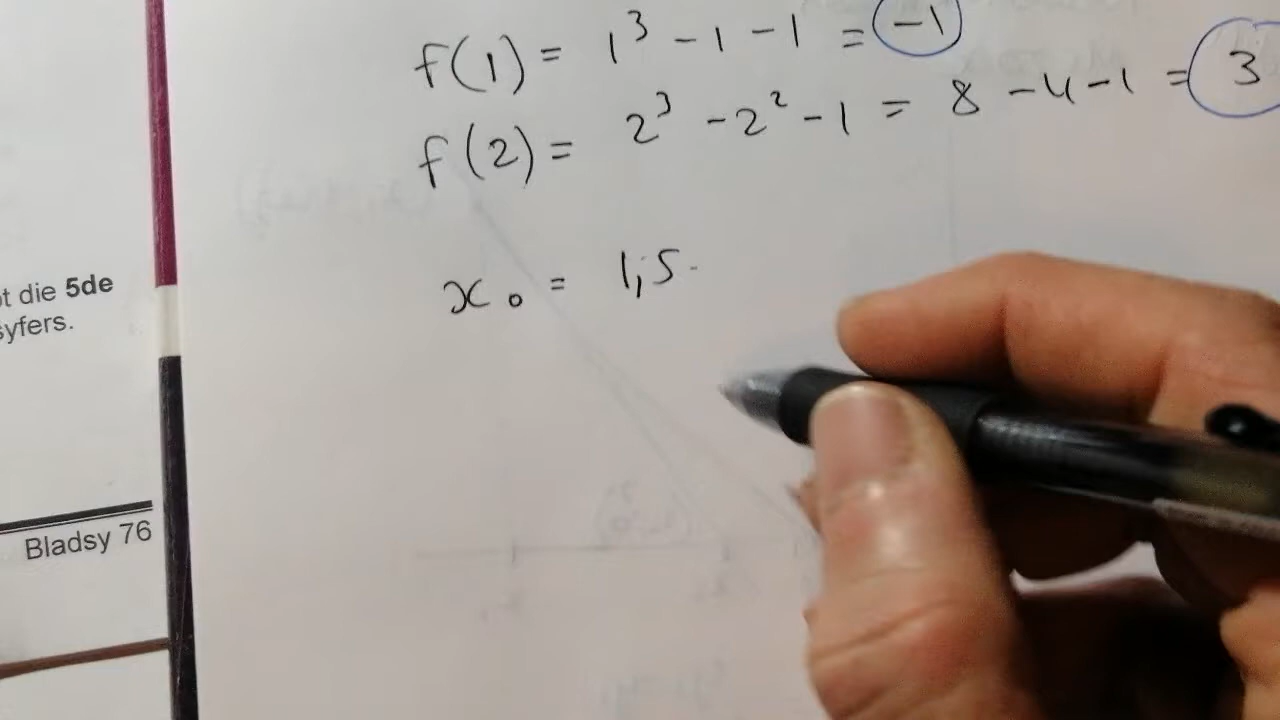 f(1) = 1³ - 1 - 1 = -1
f(2) = 2³ - 2² - 1 = 8 - 4 - 1 = 3
x₀ = 1,5.
t die 5de
syfers.
Bladsy 76